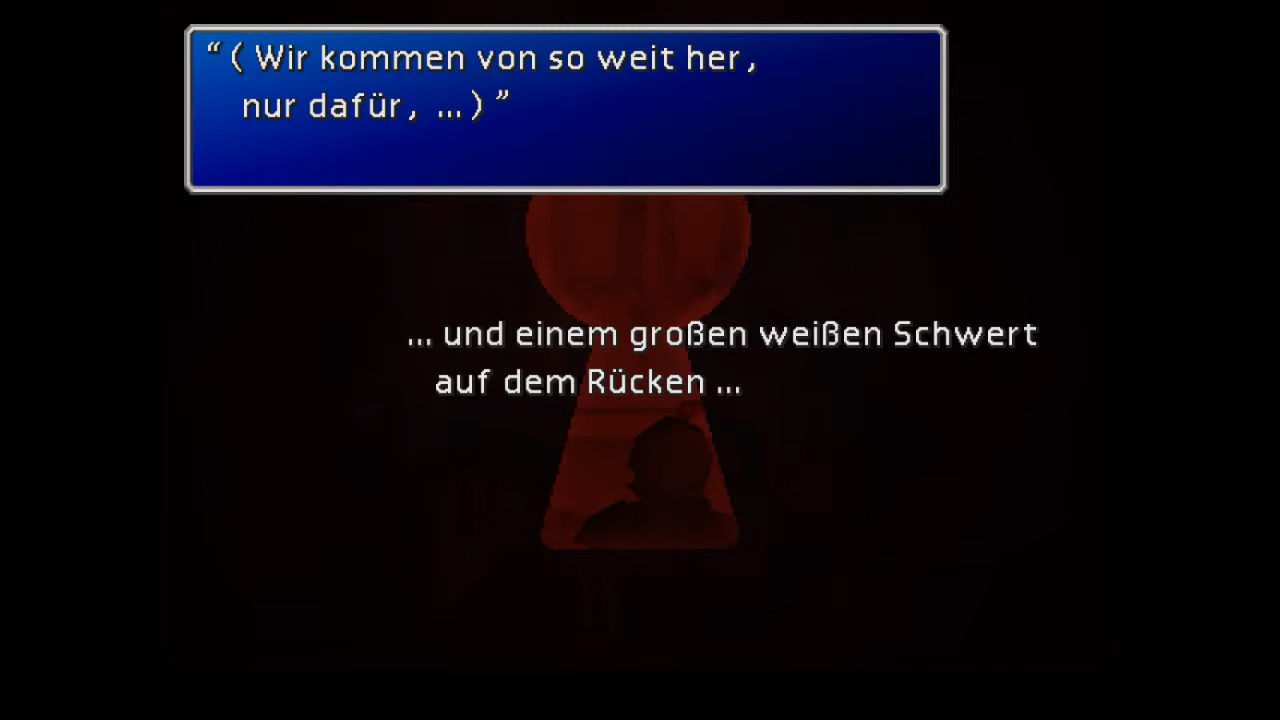 “(Wir kommen von so weit her,
nur dafür, ...)”
... und einem großen weißen Schwert
auf dem Rücken ...